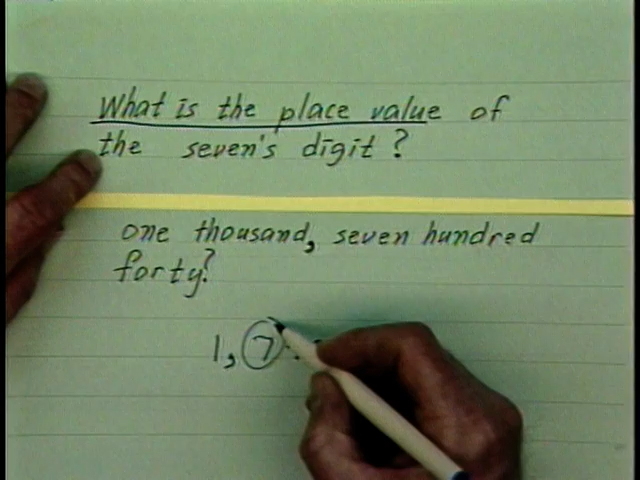 What is the place value of
the seven's digit?
one thousand, seven hundred
forty?
1,7